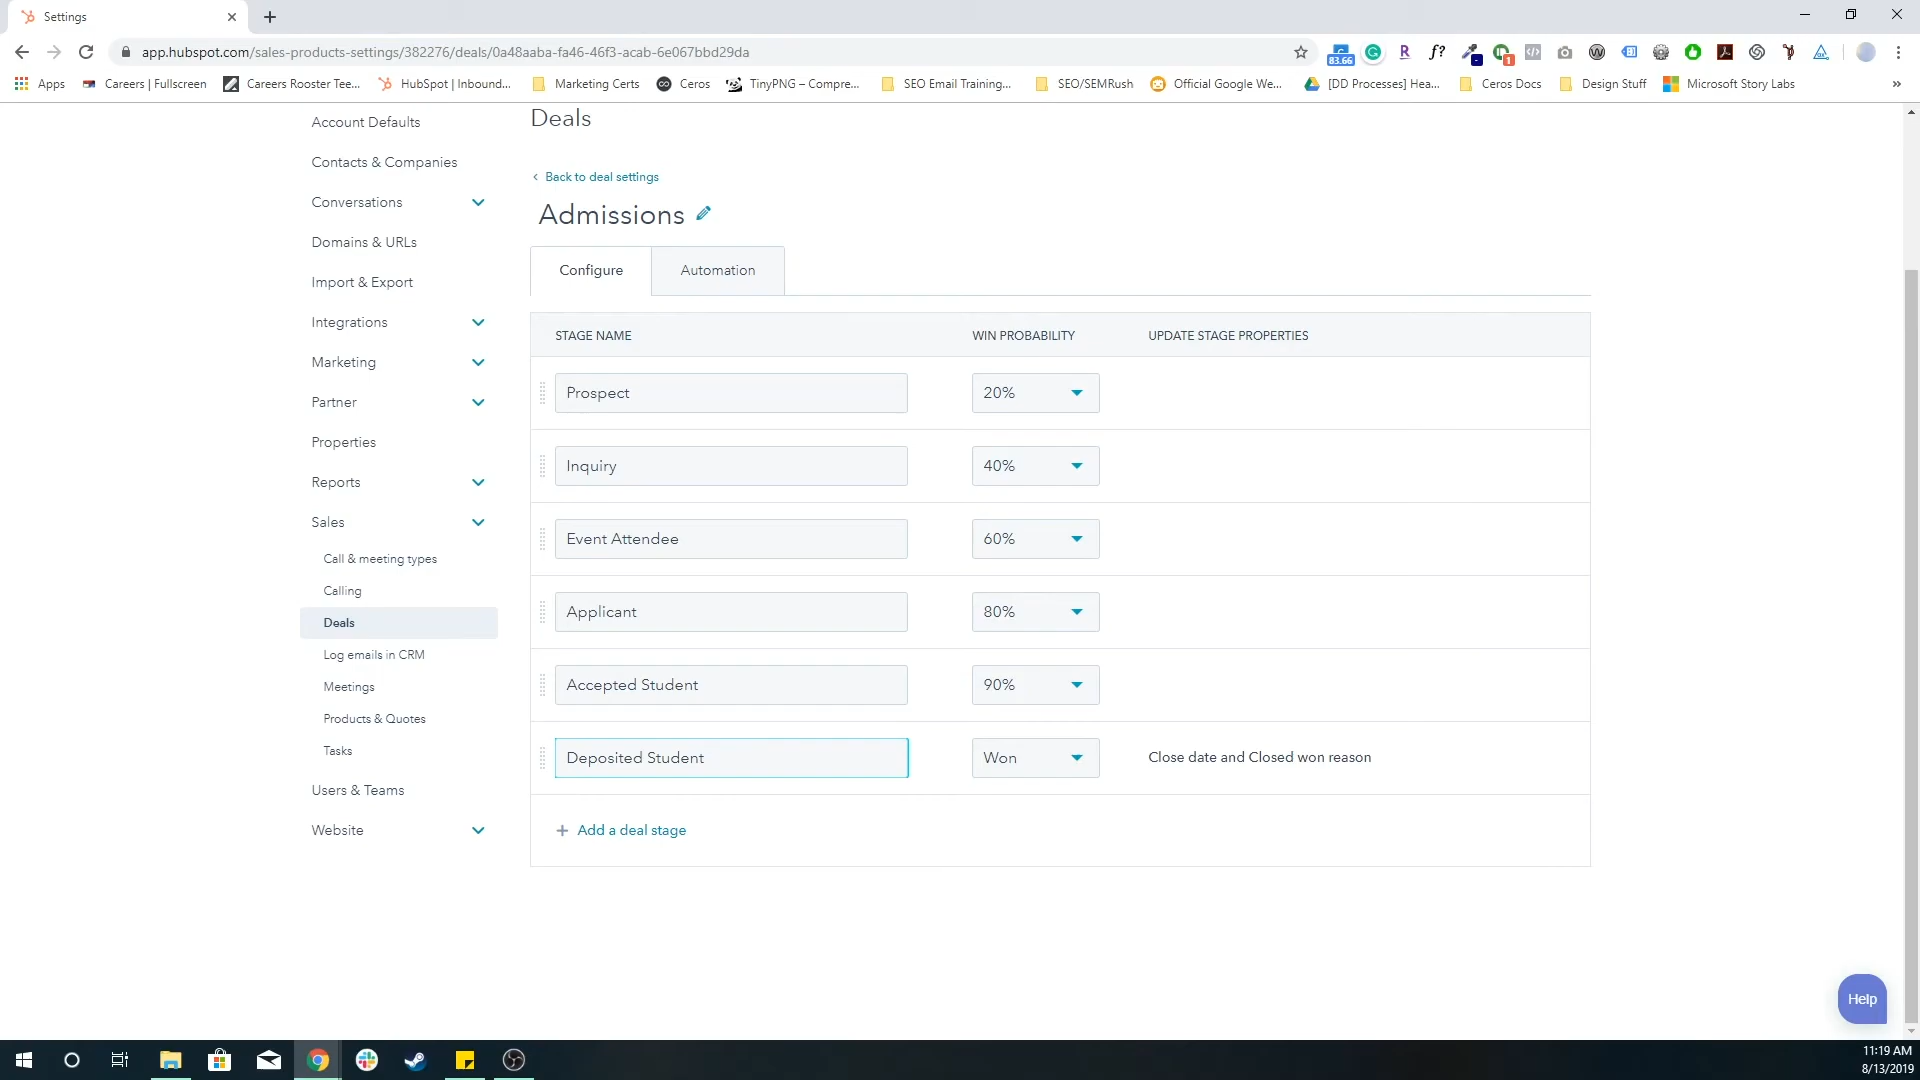 Settings
app.hubspot.com/sales-products-settings/382276/deals/0a48aaba-fa46-46f3-acab-6e067bbd29da
83.66
1
Apps
Careers | Fullscreen
Careers Rooster Tee...
HubSpot | Inbound...
Marketing Certs
Ceros
TinyPNG – Compre...
SEO Email Training...
SEO/SEMRush
Official Google We...
[DD Processes] Hea...
Ceros Docs
Design Stuff
Microsoft Story Labs
Account Defaults
Contacts & Companies
Conversations
Domains & URLs
Import & Export
Integrations
Marketing
Partner
Properties
Reports
Sales
Call & meeting types
Calling
Deals
Log emails in CRM
Meetings
Products & Quotes
Tasks
Users & Teams
Website
Deals
Back to deal settings
Admissions
Configure
Automation
STAGE NAME
WIN PROBABILITY
UPDATE STAGE PROPERTIES
Prospect
20%
Inquiry
40%
Event Attendee
60%
Applicant
80%
Accepted Student
90%
Deposited Student
Won
Close date and Closed won reason
Add a deal stage
Help
11:19 AM
8/13/2019